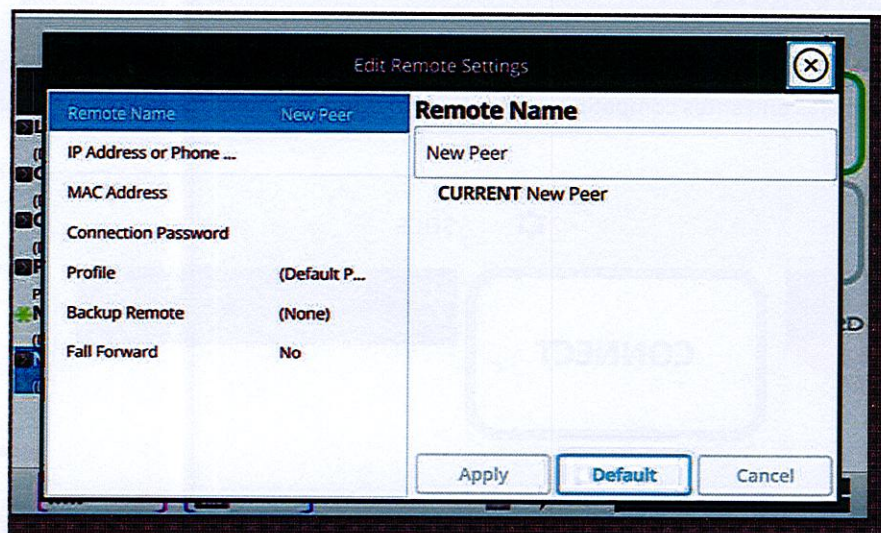 Edit Remote Settings
Remote Name New Peer
IP Address or Phone ...
MAC Address
Connection Password
Profile (Default P...
Backup Remote (None)
Fall Forward No
Remote Name
New Peer
CURRENT New Peer
CONNECT
Apply Default Cancel